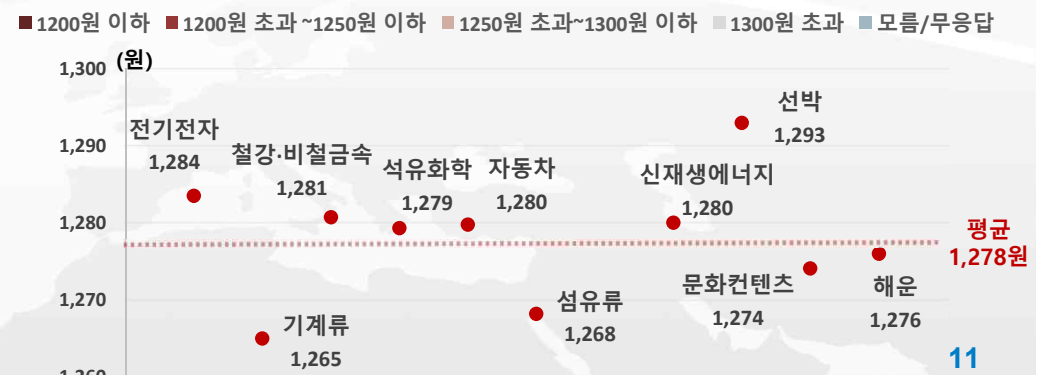 1200원 이하 1200원 초과 ~1250원 이하 1250원 초과~1300원 이하 1300원 초과 모름/무응답
(원)
1,300
1,290
1,280
1,270
전기전자
1,284
철강·비철금속
1,281
석유화학
1,279
자동차
1,280
신재생에너지
1,280
선박
1,293
평균
1,278원
기계류
1,265
섬유류
1,268
문화컨텐츠
1,274
해운
1,276
11